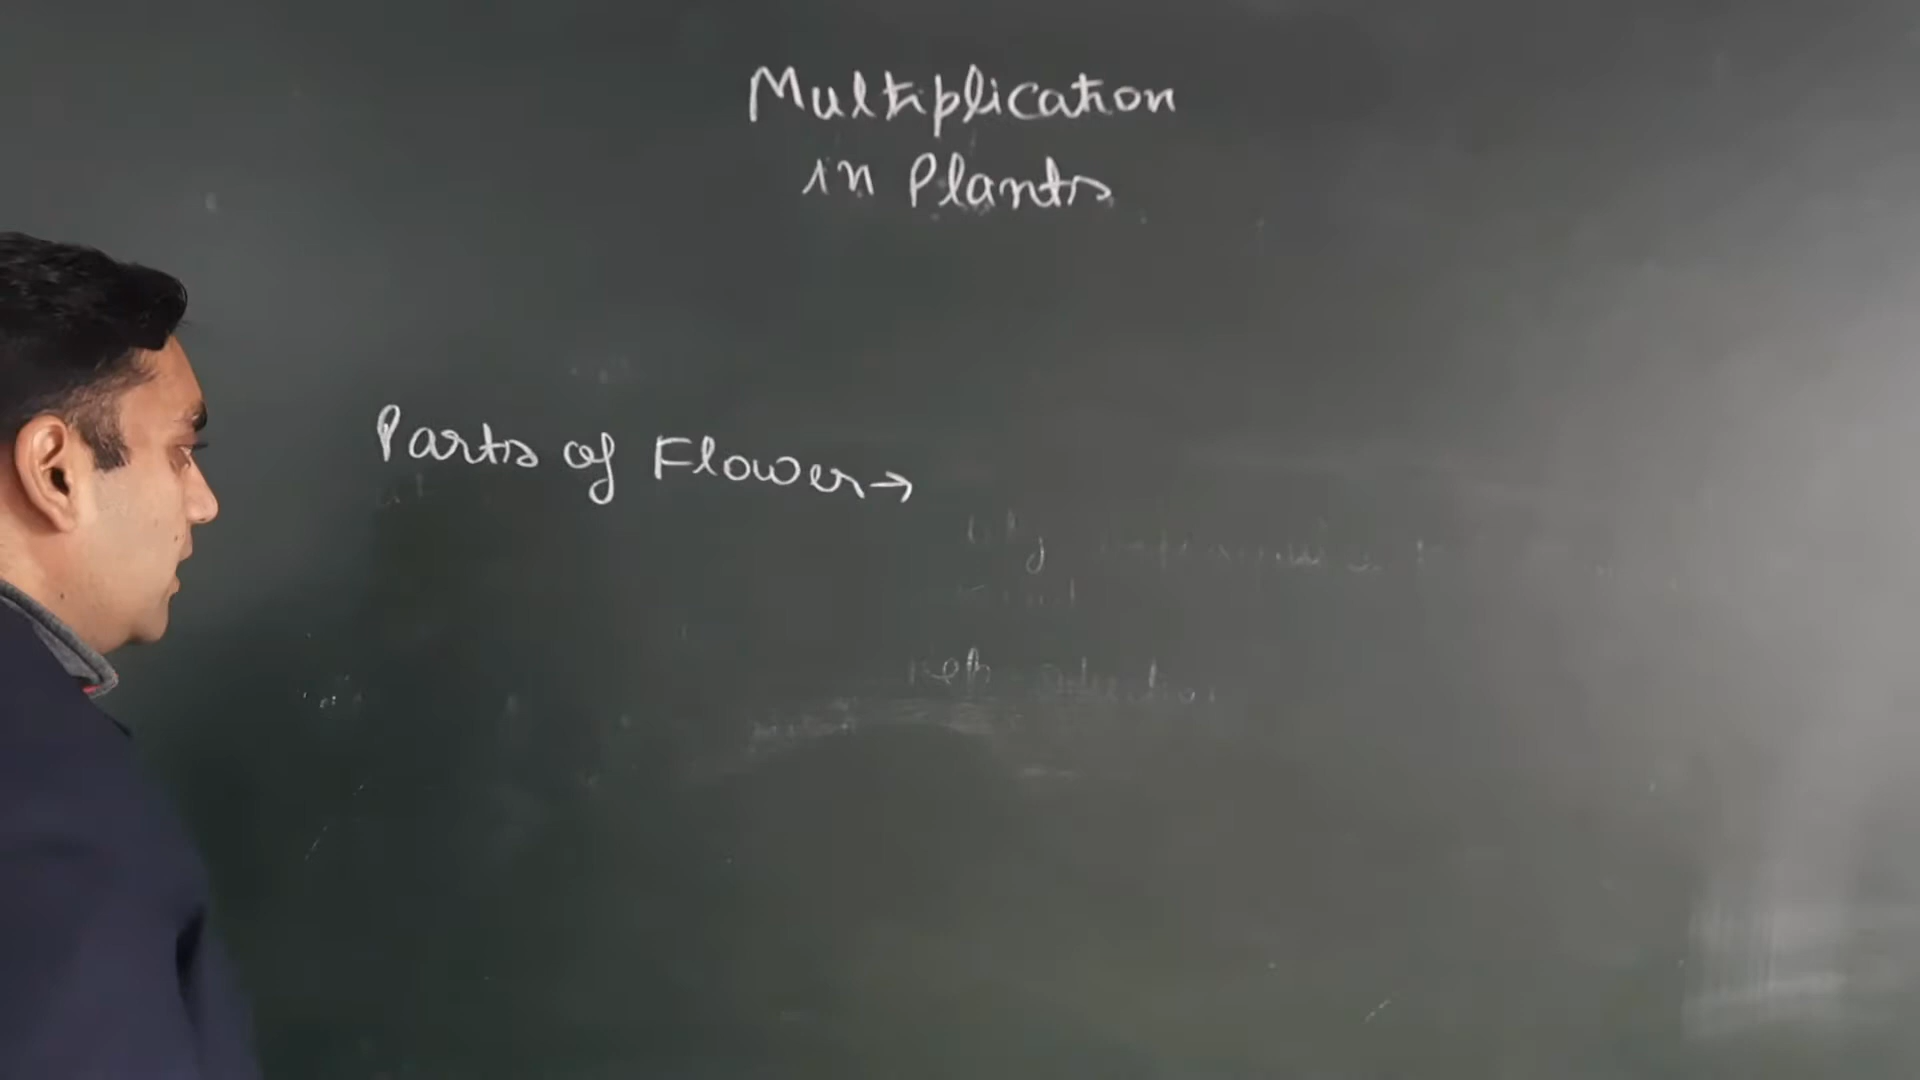 Multiplication
in Plants
Parts of Flower→